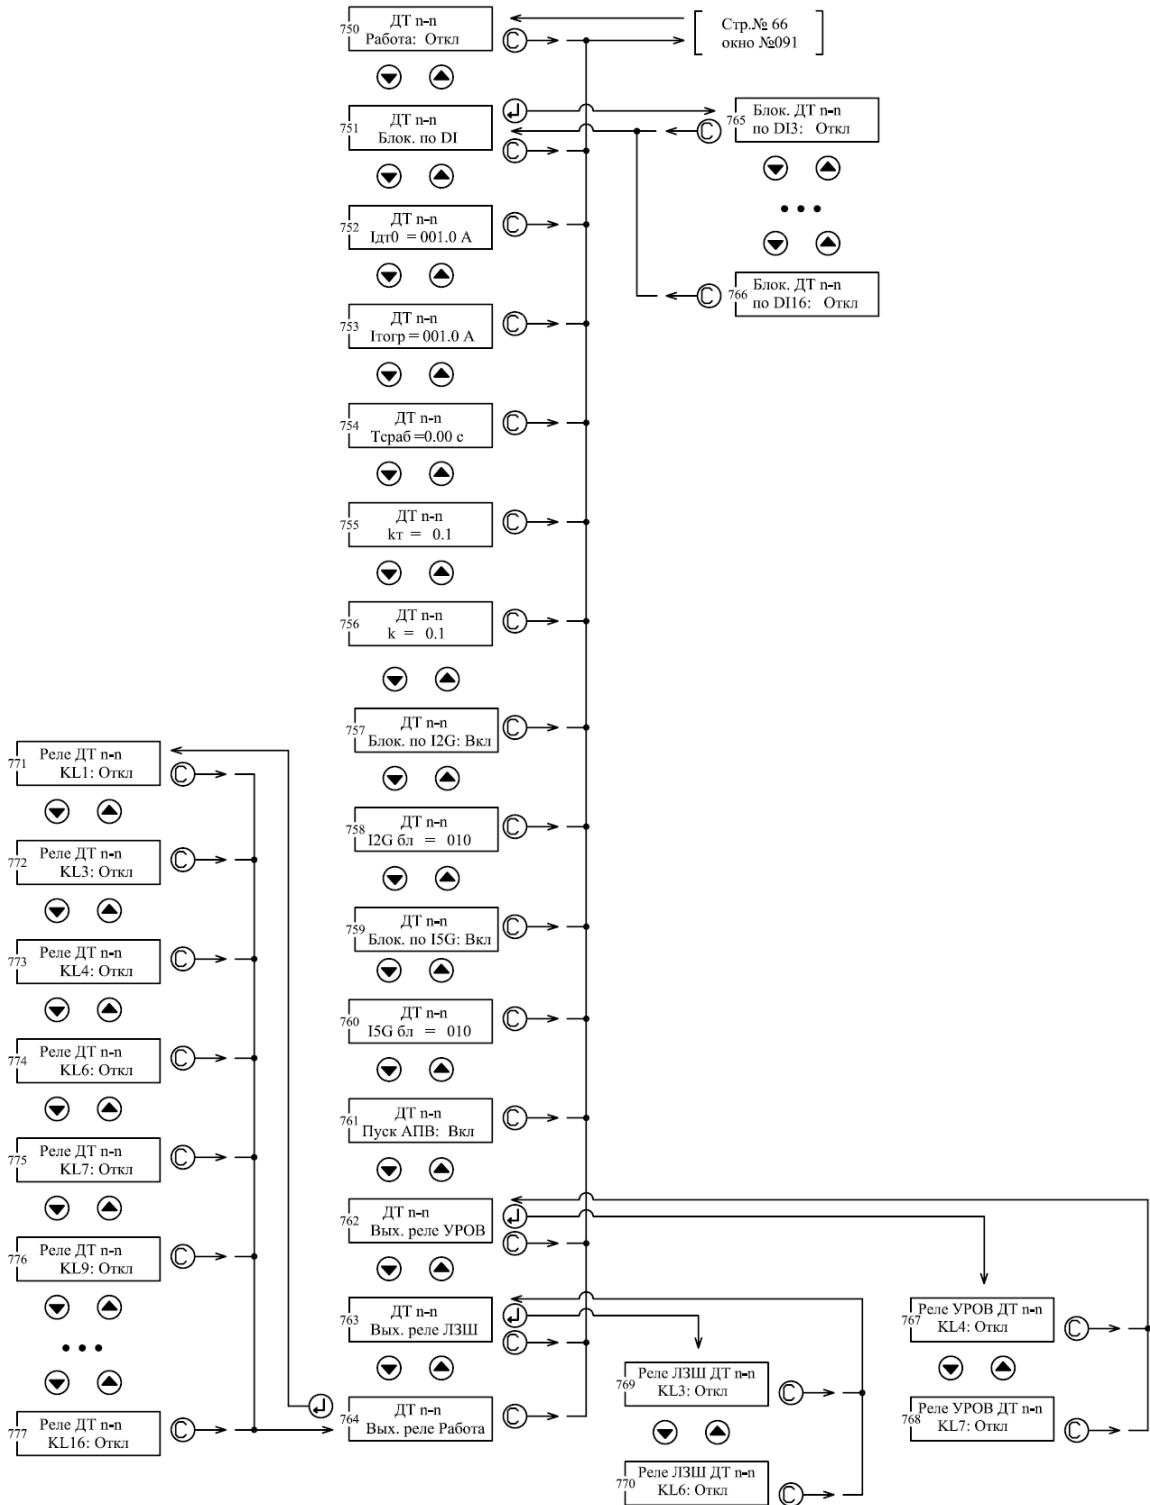 750
ДТ n-n
Работа: Откл
С
Стр.№ 66
окно №091
751
ДТ n-n
Блок. по DI
С
765
Блок. ДТ n-n
по DI3: Откл
С
• • •
766
Блок. ДТ n-n
по DI16: Откл
С
752
ДТ n-n
Iдт0 = 001.0 А
С
753
ДТ n-n
Iторг = 001.0 А
С
754
ДТ n-n
Тсраб =0.00 с
С
755
ДТ n-n
kт = 0.1
С
756
ДТ n-n
k = 0.1
С
757
ДТ n-n
Блок. по I2G: Вкл
С
758
ДТ n-n
I2G бл = 010
С
759
ДТ n-n
Блок. по I5G: Вкл
С
760
ДТ n-n
I5G бл = 010
С
761
ДТ n-n
Пуск АПВ: Вкл
С
762
ДТ n-n
Вых. реле УРОВ
С
763
ДТ n-n
Вых. реле ЛЗШ
С
764
ДТ n-n
Вых. реле Работа
С
771
Реле ДТ n-n
KL1: Откл
С
772
Реле ДТ n-n
KL3: Откл
С
773
Реле ДТ n-n
KL4: Откл
С
774
Реле ДТ n-n
KL6: Откл
С
775
Реле ДТ n-n
KL7: Откл
С
776
Реле ДТ n-n
KL9: Откл
С
• • •
777
Реле ДТ n-n
KL16: Откл
С
767
Реле УРОВ ДТ n-n
KL4: Откл
С
768
Реле УРОВ ДТ n-n
KL7: Откл
С
769
Реле ЛЗШ ДТ n-n
KL3: Откл
С
770
Реле ЛЗШ ДТ n-n
KL6: Откл
С